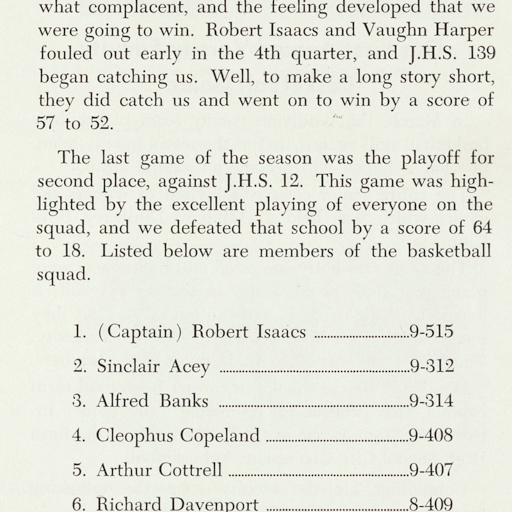 what complacent, and the feeling developed that we
were going to win. Robert Isaacs and Vaughn Harper
fouled out early in the 4th quarter, and J.H.S. 139
began catching us. Well, to make a long story short,
they did catch us and went on to win by a score of
57 to 52.
The last game of the season was the playoff for
second place, against J.H.S. 12. This game was high-
lighted by the excellent playing of everyone on the
squad, and we defeated that school by a score of 64
to 18. Listed below are members of the basketball
squad.
1. (Captain) Robert Isaacs ..............................9-515
2. Sinclair Acey ............................................................9-312
3. Alfred Banks ............................................................9-314
4. Cleophus Copeland .............................................9-408
5. Arthur Cottrell .........................................................9-407
6. Richard Davenport .............................................8-409